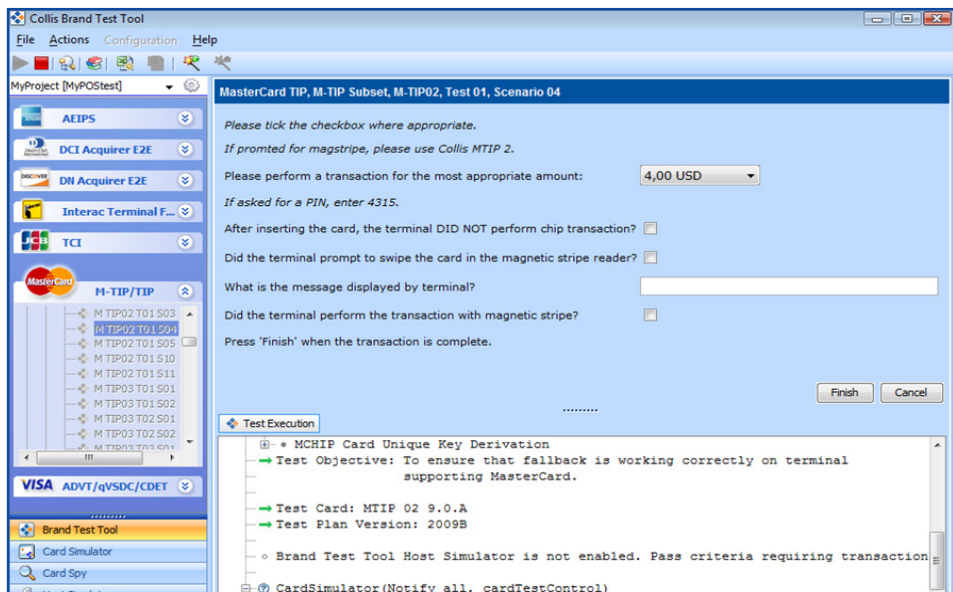 Collis Brand Test Tool
File Actions Configuration Help
MyProject [MyPOStest]
AEIPS
DCI Acquirer E2E
DISCOVER
DN Acquirer E2E
Interac Terminal F...
JCB
TCI
MasterCard
M-TIP/TIP
M TIP02 T01 S03
M TIP02 T01 S04
M TIP02 T01 S05
M TIP02 T01 S10
M TIP02 T01 S11
M TIP03 T01 S01
M TIP03 T01 S02
M TIP03 T02 S01
M TIP03 T02 S02
M TIP03 T03 S01
VISA ADVT/qVSDC/CDET
Brand Test Tool
Card Simulator
Card Spy
MasterCard TIP, M-TIP Subset, M-TIP02, Test 01, Scenario 04
Please tick the checkbox where appropriate.
If promted for magstripe, please use Collis MTIP 2.
Please perform a transaction for the most appropriate amount: 4,00 USD
If asked for a PIN, enter 4315.
After inserting the card, the terminal DID NOT perform chip transaction?
Did the terminal prompt to swipe the card in the magnetic stripe reader?
What is the message displayed by terminal?
Did the terminal perform the transaction with magnetic stripe?
Press 'Finish' when the transaction is complete.
Finish Cancel
Test Execution
MCHIP Card Unique Key Derivation
Test Objective: To ensure that fallback is working correctly on terminal
supporting MasterCard.
Test Card: MTIP 02 9.0.A
Test Plan Version: 2009B
Brand Test Tool Host Simulator is not enabled. Pass criteria requiring transaction
CardSimulator(Notify all, cardTestControl)